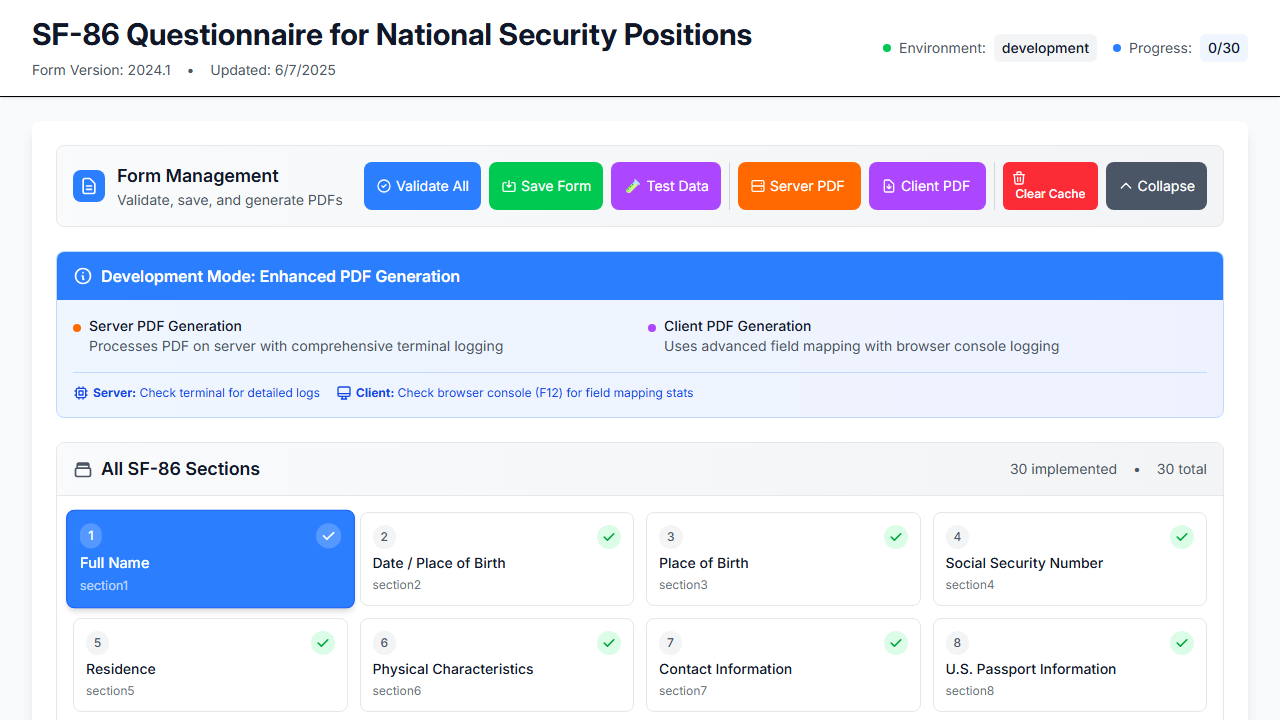 SF-86 Questionnaire for National Security Positions
Form Version: 2024.1 • Updated: 6/7/2025
Environment: development Progress: 0/30
Form Management
Validate, save, and generate PDFs
Validate All
Save Form
Test Data
Server PDF
Client PDF
Clear Cache
Collapse
Development Mode: Enhanced PDF Generation
Server PDF Generation
Processes PDF on server with comprehensive terminal logging
Client PDF Generation
Uses advanced field mapping with browser console logging
Server: Check terminal for detailed logs
Client: Check browser console (F12) for field mapping stats
All SF-86 Sections
30 implemented • 30 total
1
Full Name
section1
2
Date / Place of Birth
section2
3
Place of Birth
section3
4
Social Security Number
section4
5
Residence
section5
6
Physical Characteristics
section6
7
Contact Information
section7
8
U.S. Passport Information
section8